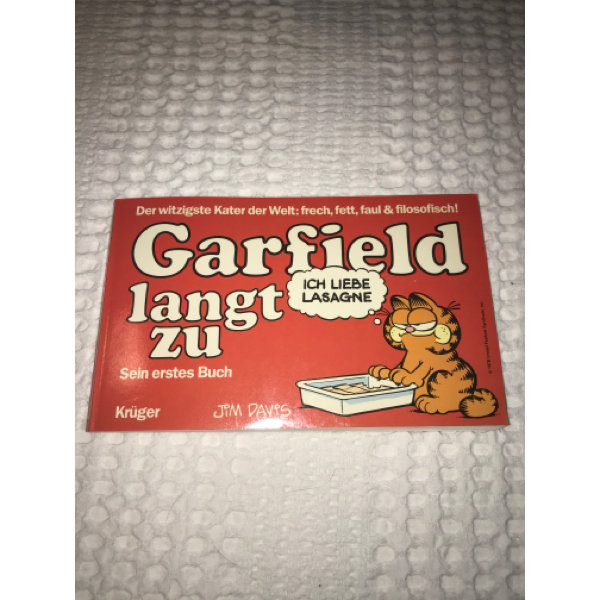 Der witzigste Kater der Welt: frech, fett, faul & filosofisch!
Garfield
langt
zu
ICH LIEBE
LASAGNE
Sein erstes Buch
Krüger
JIM DAVIS